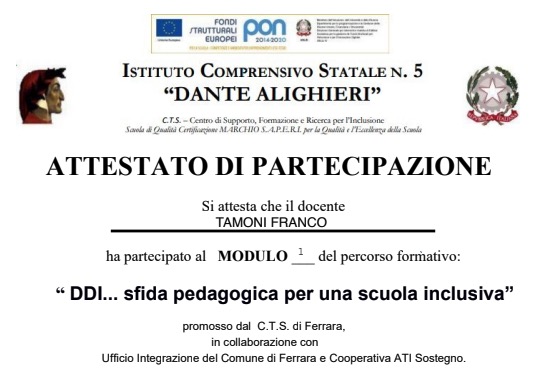 FONDI
STRUTTURALI
EUROPEI
pon
2014-2020
ISTITUTO COMPRENSIVO STATALE N. 5
“DANTE ALIGHIERI”
C.T.S. – Centro di Supporto, Formazione e Ricerca per l'Inclusione
Scuola di Qualità Certificazione MARCHIO S.A.P.E.R.I. per la Qualità e l'Eccellenza della Scuola
ATTESTATO DI PARTECIPAZIONE
Si attesta che il docente
TAMONI FRANCO
ha partecipato al MODULO 1 del percorso formativo:
“ DDI... sfida pedagogica per una scuola inclusiva”
promosso dal C.T.S. di Ferrara,
in collaborazione con
Ufficio Integrazione del Comune di Ferrara e Cooperativa ATI Sostegno.